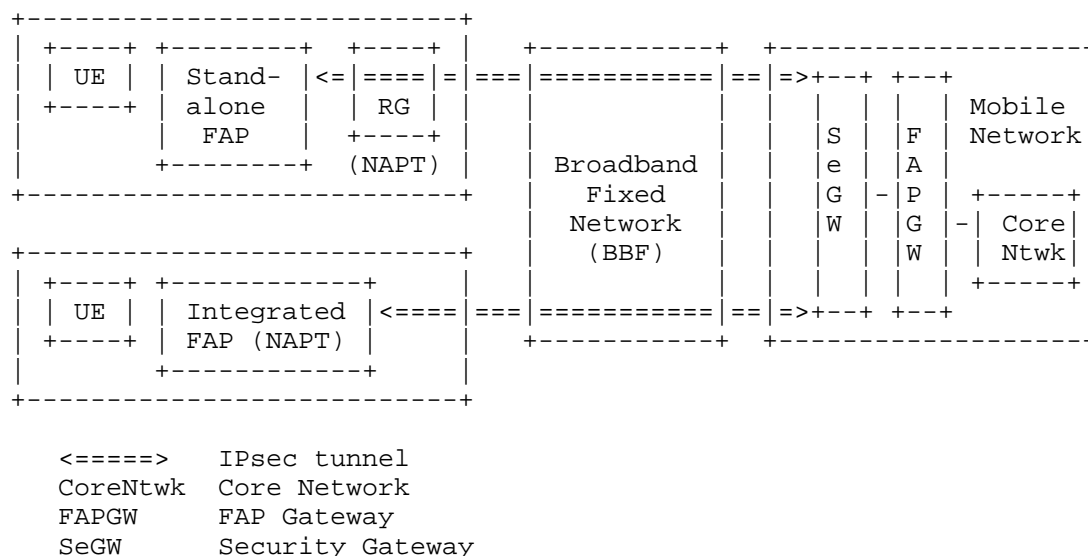 +---------------------------+
| +----+ +--------+ +----+ | +-----------+ +--------------------
| | UE | | Stand- |<=|====|=|===|===========|==|=>+--+ +--+
| +----+ | alone | | RG | | | | | | | | | Mobile
| | FAP | +----+ | | | | |S | |F | Network
| +--------+ (NAPT) | | Broadband | | |e | |A |
+---------------------------+ | Fixed | | |G |-|P | +-----+
| Network | | |W | |G |-| Core|
+---------------------------+ | (BBF) | | | | |W | | Ntwk|
| +----+ +------------+ | | | | | | | | +-----+
| | UE | | Integrated |<====|===|===========|==|=>+--+ +--+
| +----+ | FAP (NAPT) | | +-----------+ +--------------------
| +------------+ |
+---------------------------+
<=====> IPsec tunnel
CoreNtwk Core Network
FAPGW FAP Gateway
SeGW Security Gateway